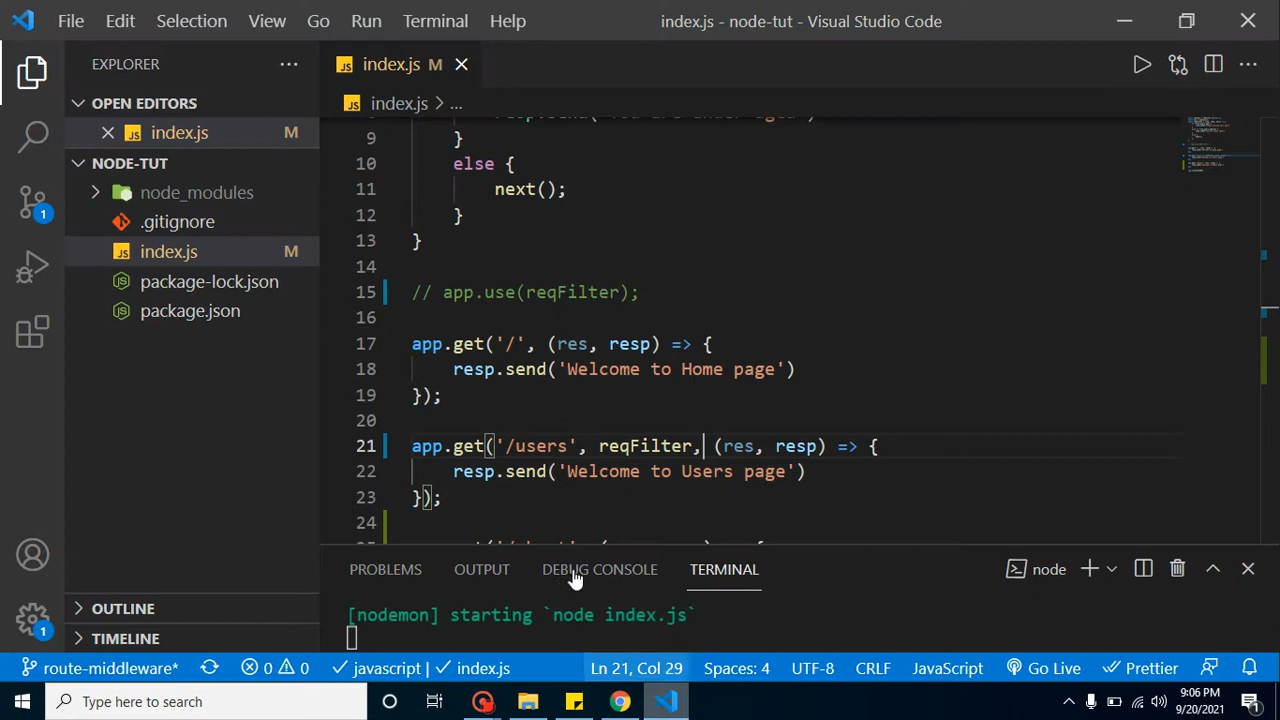 File Edit Selection View Go Run Terminal Help index.js - node-tut - Visual Studio Code
EXPLORER
index.js M
OPEN EDITORS
index.js > ...
index.js M
NODE-TUT
node_modules
.gitignore
index.js M
package-lock.json
package.json
OUTLINE
TIMELINE
9 }
10 else {
11 next();
12 }
13 }
14
15 // app.use(reqFilter);
16
17 app.get('/', (res, resp) => {
18 resp.send('Welcome to Home page')
19 });
20
21 app.get('/users', reqFilter, (res, resp) => {
22 resp.send('Welcome to Users page')
23 });
24
PROBLEMS OUTPUT DEBUG CONSOLE TERMINAL node
[nodemon] starting `node index.js`
1
1
route-middleware* 0 0 javascript index.js Ln 21, Col 29 Spaces: 4 UTF-8 CRLF JavaScript Go Live Prettier
Type here to search
9:06 PM
9/20/2021
1